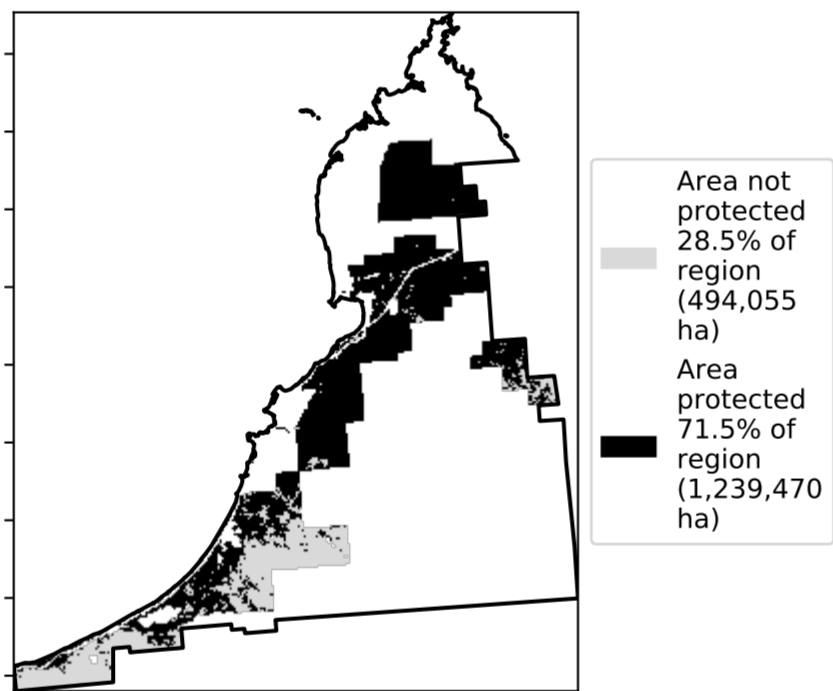 Area not
protected
28.5% of
region
(494,055
ha)
Area
protected
71.5% of
region
(1,239,470
ha)